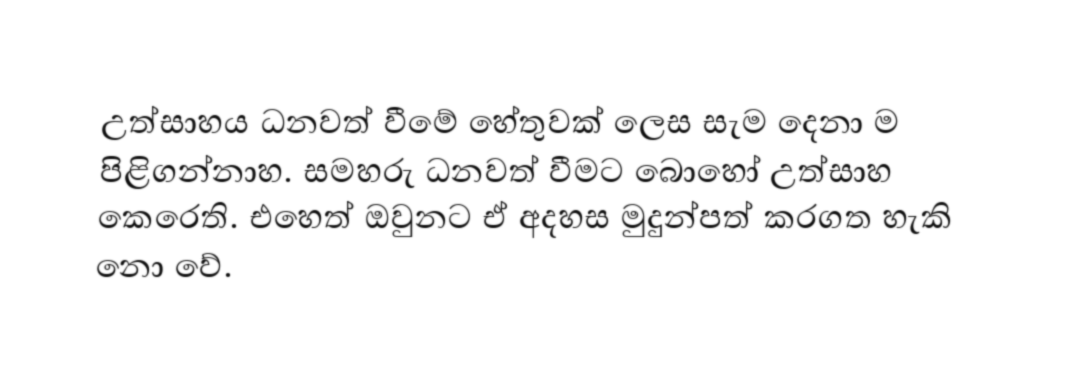 උත්සාහය ධනවත් වීමේ හේතුවක් ලෙස සැම දෙනා ම
පිළිගන්නාහ. සමහරු ධනවත් වීමට බොහෝ උත්සාහ
කෙරෙති. එහෙත් ඔවුනට ඒ අදහස මුදුන්පත් කරගත හැකි
නො වේ.